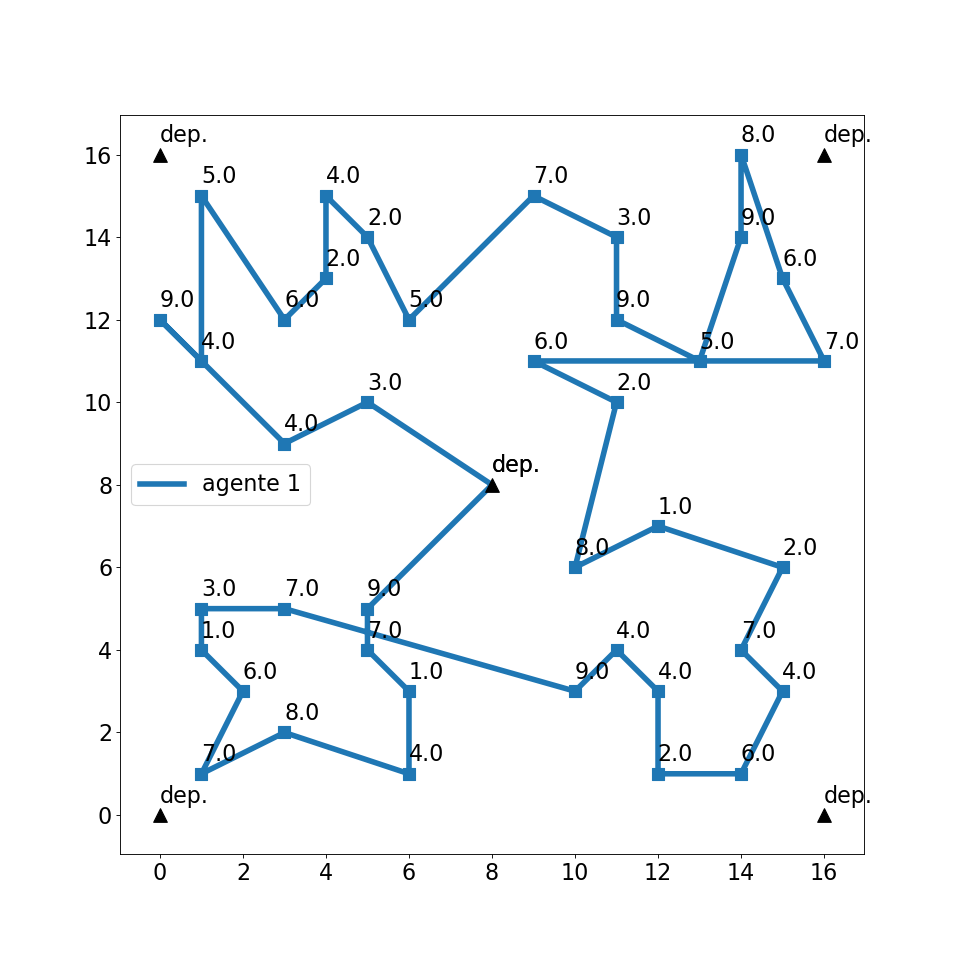 dep. dep.
8.0
16
5.0 4.0 7.0
14
2.0 3.0 9.0
2.0 6.0
12
9.0 6.0 5.0 9.0
4.0 6.0 5.0 7.0
10
3.0 2.0
4.0
8
dep.
agente 1
1.0
6
8.0 2.0
3.0 7.0 9.0
4
1.0 7.0 4.0 7.0
6.0 1.0 9.0 4.0 4.0
2
8.0
7.0 4.0 2.0 6.0
0
dep. dep.
0 2 4 6 8 10 12 14 16